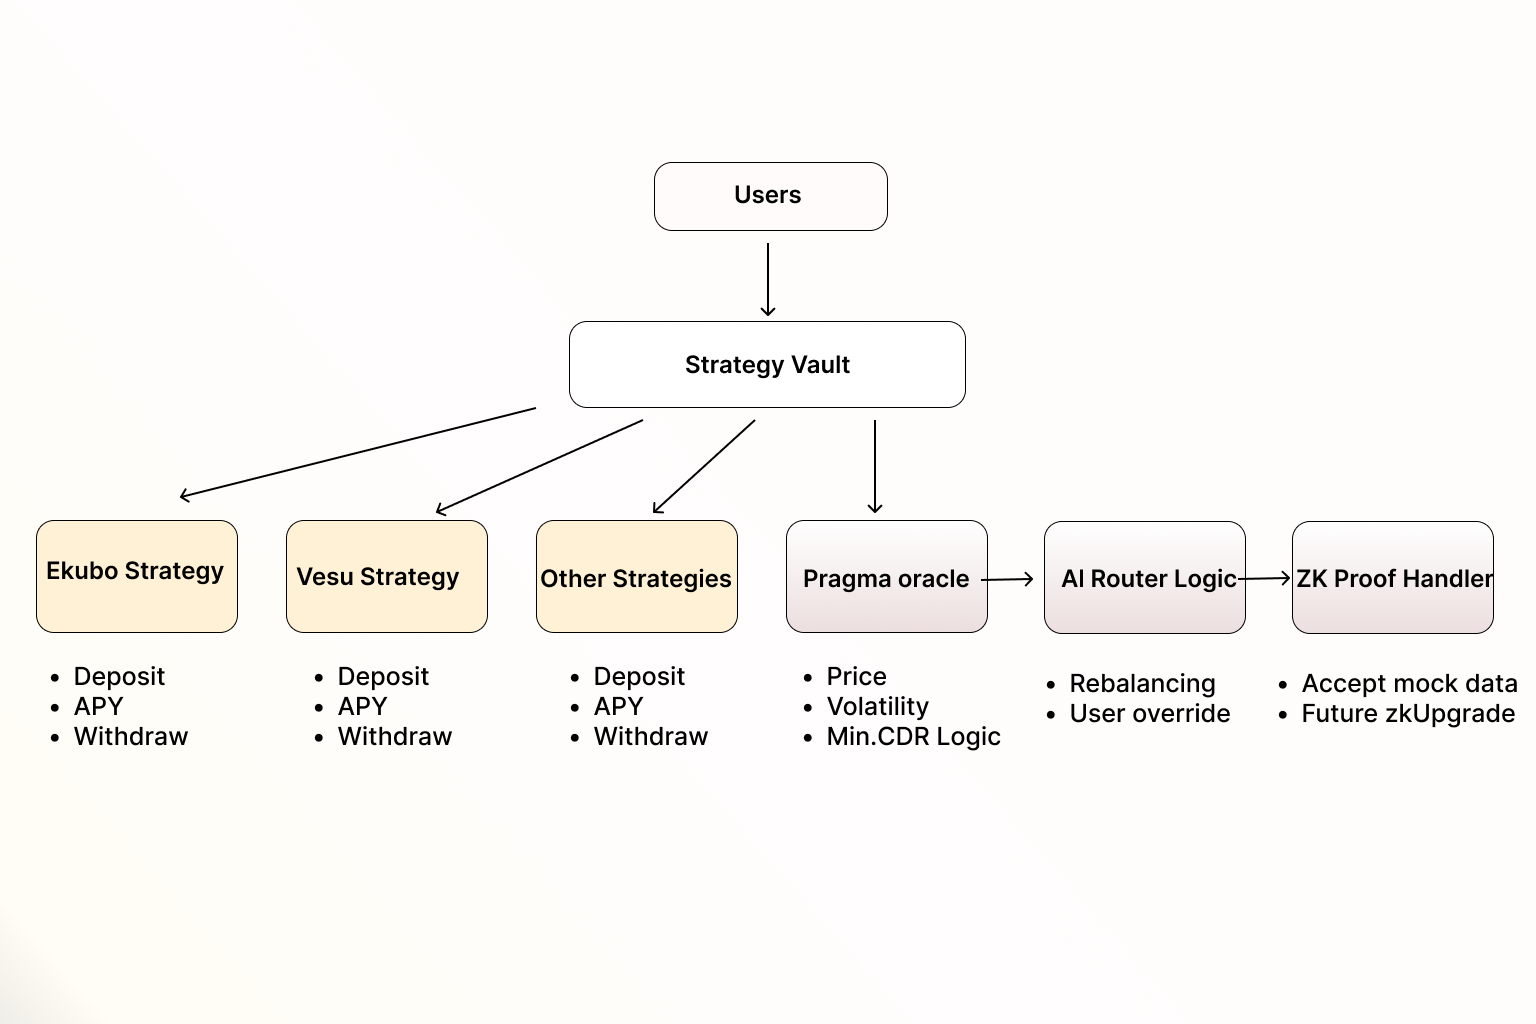 Users
Strategy Vault
Ekubo Strategy
Vesu Strategy
Other Strategies
Pragma oracle
AI Router Logic
ZK Proof Handler
• Deposit
• APY
• Withdraw
• Deposit
• APY
• Withdraw
• Deposit
• APY
• Withdraw
• Price
• Volatility
• Min.CDR Logic
• Rebalancing
• User override
• Accept mock data
• Future zkUpgrade